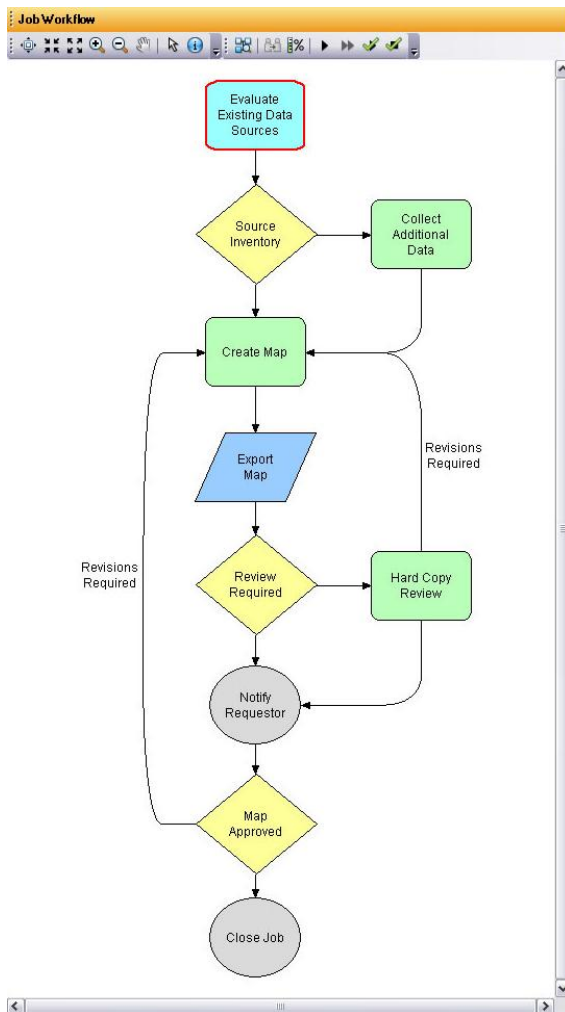 Job Workflow
Evaluate
Existing Data
Sources
Source
Inventory
Collect
Additional
Data
Create Map
Export
Map
Revisions
Required
Review
Required
Hard Copy
Review
Revisions
Required
Notify
Requestor
Map
Approved
Close Job